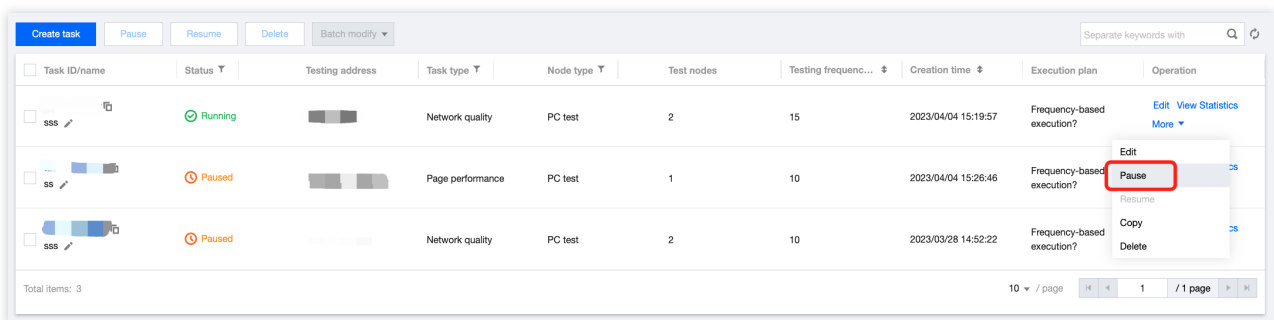 Create task Pause Resume Delete Batch modify Separate keywords with
Task ID/name Status Testing address Task type Node type Test nodes Testing frequenc... Creation time Execution plan Operation
sss Running Network quality PC test 2 15 2023/04/04 15:19:57 Frequency-based execution? Edit View Statistics
More
Edit
ss Paused Page performance PC test 1 10 2023/04/04 15:26:46 Frequency-based execution? Pause cs
Resume
Copy
sss Paused Network quality PC test 2 10 2023/03/28 14:52:22 Frequency-based execution? cs
Delete
Total items: 3 10 / page 1 / 1 page